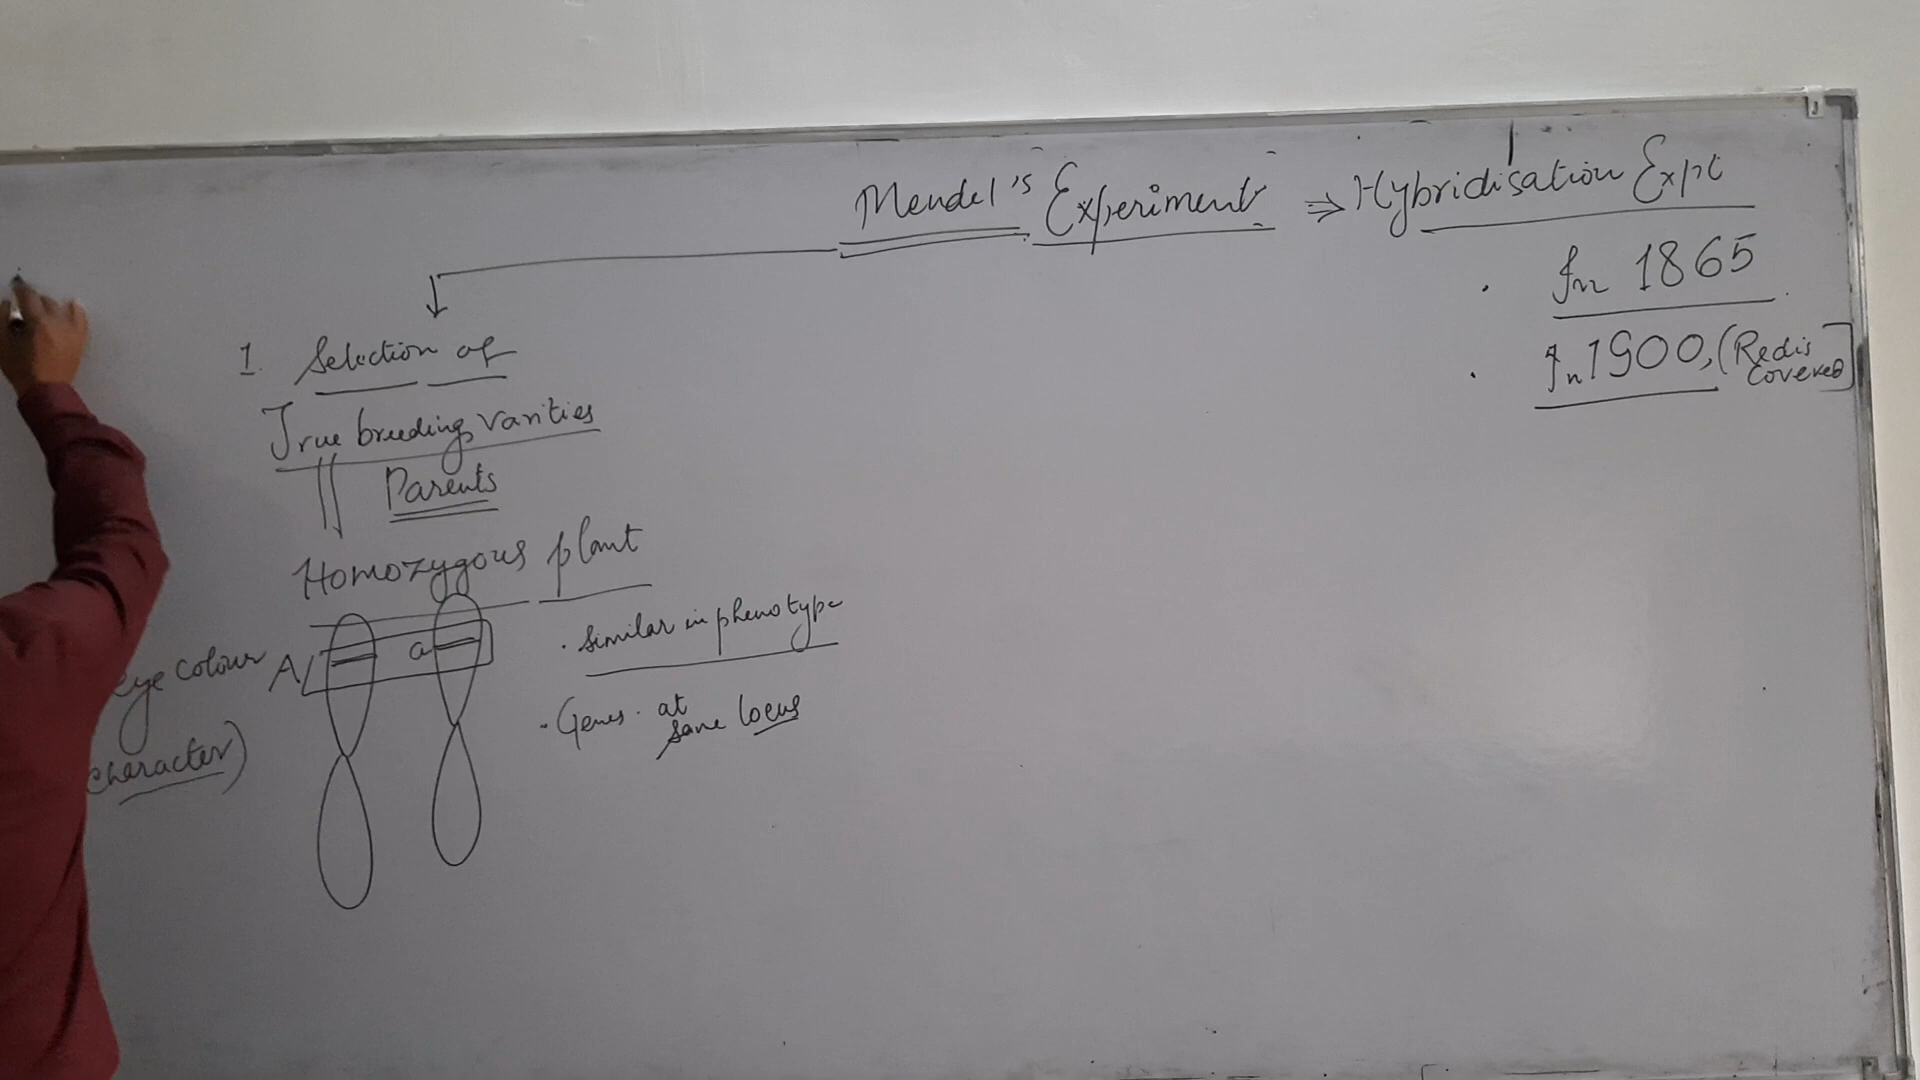 Mendel's Experiment ⇒ Hybridisation Expt
. In 1865
. In 1900, (Redis
covered]
1. Selection of
True breeding varities
Parents
Homozygous plant
. Similar in phenotype
A a
eye colour
character)
. Genes. at
same locus